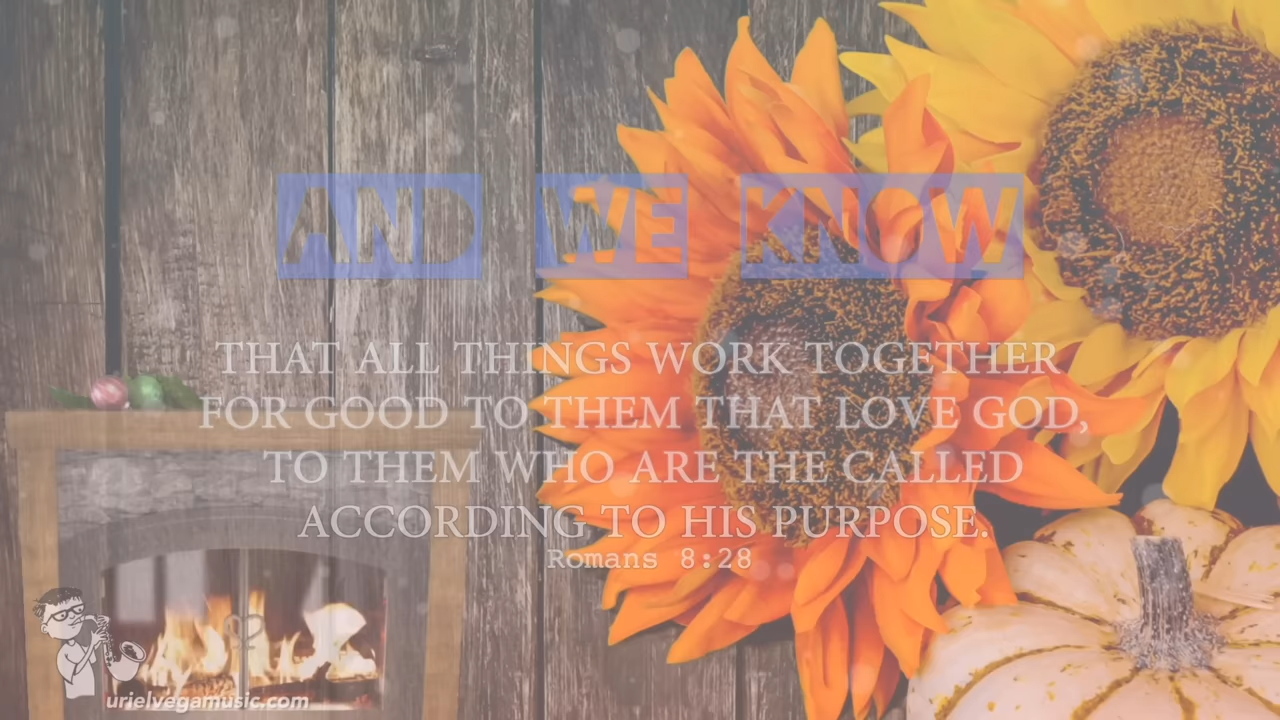 AND WE KNOW
THAT ALL THINGS WORK TOGETHER
FOR GOOD TO THEM THAT LOVE GOD,
TO THEM WHO ARE THE CALLED
ACCORDING TO HIS PURPOSE.
Romans 8:28
urielvegamusic.com